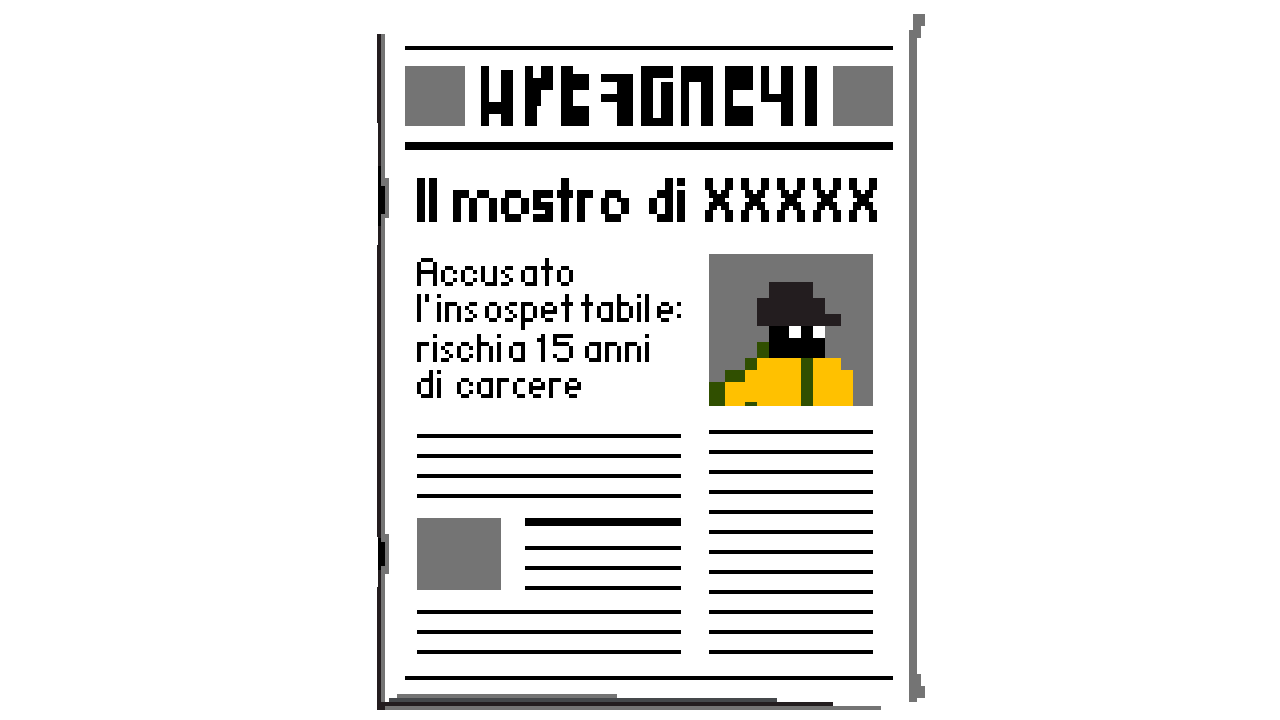 Il mostro di XXXXX
Accusato
l'insospettabile:
rischia 15 anni
di carcere